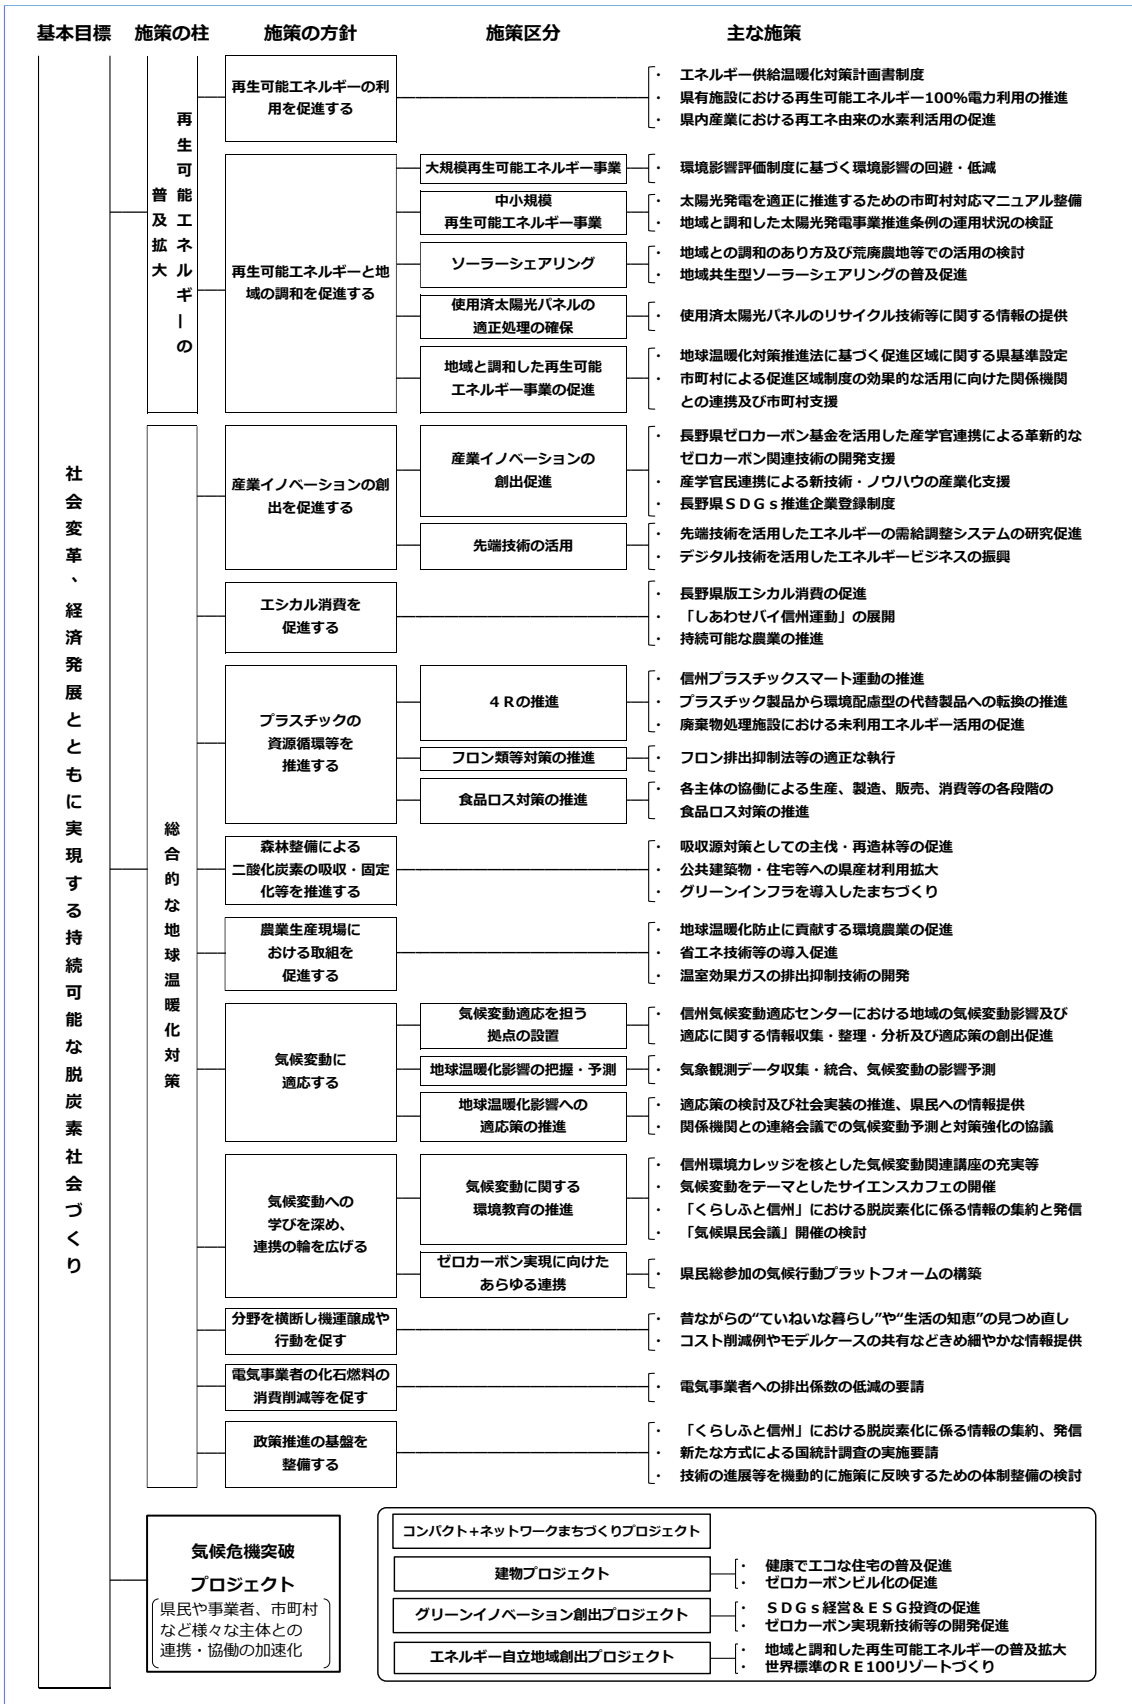 基本目標 施策の柱 施策の方針 施策区分 主な施策
社会変革、経済発展とともに実現する持続可能な脱炭素社会づくり
再生可能エネルギーの
普及拡大
再生可能エネルギーの利
用を促進する
・ エネルギー供給温暖化対策計画書制度
・ 県有施設における再生可能エネルギー100%電力利用の推進
・ 県内産業における再エネ由来の水素利活用の促進
再生可能エネルギーと地
域の調和を促進する
大規模再生可能エネルギー事業
・ 環境影響評価制度に基づく環境影響の回避・低減
中小規模
再生可能エネルギー事業
・ 太陽光発電を適正に推進するための市町村対応マニュアル整備
・ 地域と調和した太陽光発電事業推進条例の運用状況の検証
ソーラーシェアリング
・ 地域との調和のあり方及び荒廃農地等での活用の検討
・ 地域共生型ソーラーシェアリングの普及促進
使用済太陽光パネルの
適正処理の確保
・ 使用済太陽光パネルのリサイクル技術等に関する情報の提供
地域と調和した再生可能
エネルギー事業の促進
・ 地球温暖化対策推進法に基づく促進区域に関する県基準設定
・ 市町村による促進区域制度の効果的な活用に向けた関係機関
との連携及び市町村支援
総合的な地球温暖化対策
産業イノベーションの創
出を促進する
産業イノベーションの
創出促進
・ 長野県ゼロカーボン基金を活用した産学官連携による革新的な
ゼロカーボン関連技術の開発支援
・ 産学官民連携による新技術・ノウハウの産業化支援
・ 長野県SDGs推進企業登録制度
先端技術の活用
・ 先端技術を活用したエネルギーの需給調整システムの研究促進
・ デジタル技術を活用したエネルギービジネスの振興
エシカル消費を
促進する
・ 長野県版エシカル消費の促進
・ 「しあわせバイ信州運動」の展開
・ 持続可能な農業の推進
プラスチックの
資源循環等を
推進する
4Rの推進
・ 信州プラスチックスマート運動の推進
・ プラスチック製品から環境配慮型の代替製品への転換の推進
・ 廃棄物処理施設における未利用エネルギー活用の促進
フロン類等対策の推進
・ フロン排出抑制法等の適正な執行
食品ロス対策の推進
・ 各主体の協働による生産、製造、販売、消費等の各段階の
食品ロス対策の推進
森林整備による
二酸化炭素の吸収・固定
化等を推進する
・ 吸収源対策としての主伐・再造林等の促進
・ 公共建築物・住宅等への県産材利用拡大
・ グリーンインフラを導入したまちづくり
農業生産現場に
おける取組を
促進する
・ 地球温暖化防止に貢献する環境農業の促進
・ 省エネ技術等の導入促進
・ 温室効果ガスの排出抑制技術の開発
気候変動に
適応する
気候変動適応を担う
拠点の設置
・ 信州気候変動適応センターにおける地域の気候変動影響及び
適応に関する情報収集・整理・分析及び適応策の創出促進
地球温暖化影響の把握・予測
・ 気象観測データ収集・統合、気候変動の影響予測
地球温暖化影響への
適応策の推進
・ 適応策の検討及び社会実装の推進、県民への情報提供
・ 関係機関との連絡会議での気候変動予測と対策強化の協議
気候変動への
学びを深め、
連携の輪を広げる
気候変動に関する
環境教育の推進
・ 信州環境カレッジを核とした気候変動関連講座の充実等
・ 気候変動をテーマとしたサイエンスカフェの開催
・ 「くらしふと信州」における脱炭素化に係る情報の集約と発信
・ 「気候県民会議」開催の検討
ゼロカーボン実現に向けた
あらゆる連携
・ 県民総参加の気候行動プラットフォームの構築
分野を横断し機運醸成や
行動を促す
・ 昔ながらの“ていねいな暮らし”や“生活の知恵”の見つめ直し
・ コスト削減例やモデルケースの共有などきめ細やかな情報提供
電気事業者の化石燃料の
消費削減等を促す
・ 電気事業者への排出係数の低減の要請
政策推進の基盤を
整備する
・ 「くらしふと信州」における脱炭素化に係る情報の集約、発信
・ 新たな方式による国統計調査の実施要請
・ 技術の進展等を機動的に施策に反映するための体制整備の検討
気候危機突破
プロジェクト
県民や事業者、市町村
など様々な主体との
連携・協働の加速化
コンパクト+ネットワークまちづくりプロジェクト
建物プロジェクト
・ 健康でエコな住宅の普及促進
・ ゼロカーボンビル化の促進
グリーンイノベーション創出プロジェクト
・ SDGs経営&ESG投資の促進
・ ゼロカーボン実現新技術等の開発促進
エネルギー自立地域創出プロジェクト
・ 地域と調和した再生可能エネルギーの普及拡大
・ 世界標準のRE100リゾートづくり